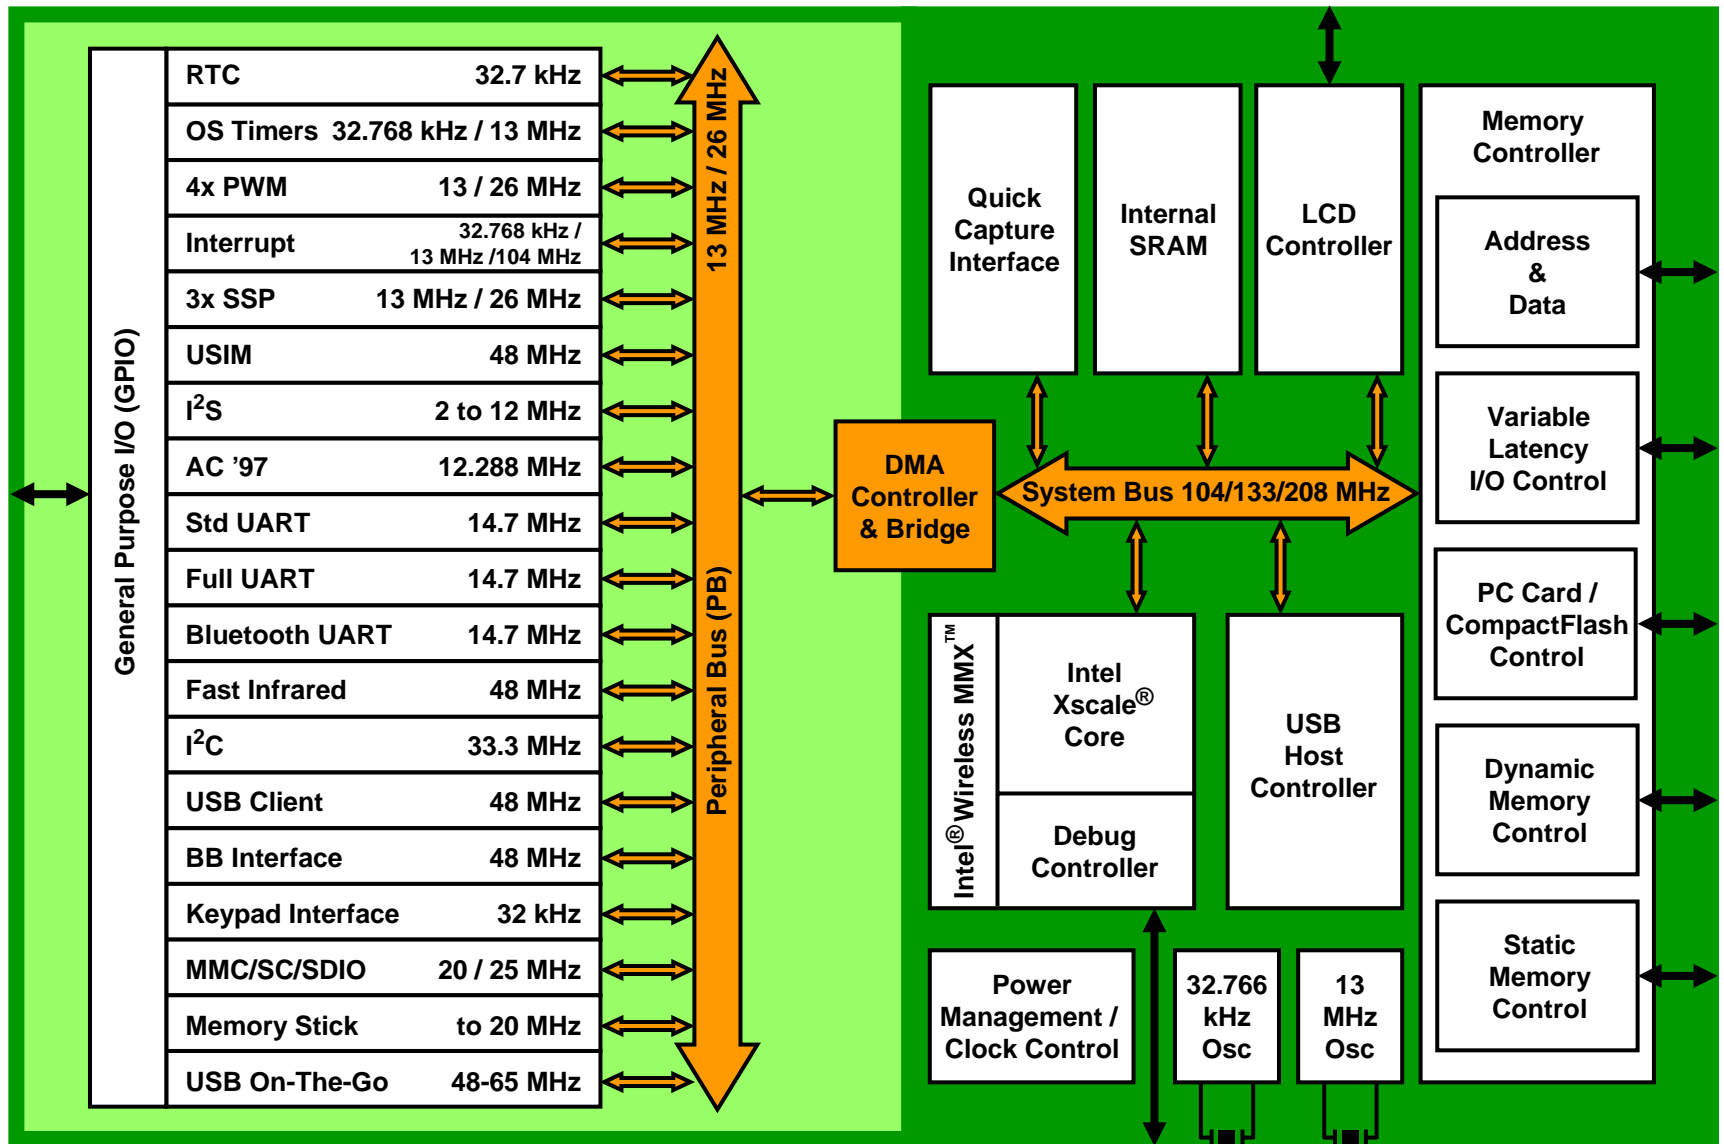 General Purpose I/O (GPIO)
RTC 32.7 kHz
OS Timers 32.768 kHz / 13 MHz
4x PWM 13 / 26 MHz
Interrupt 32.768 kHz /
13 MHz /104 MHz
3x SSP 13 MHz / 26 MHz
USIM 48 MHz
I²S 2 to 12 MHz
AC ’97 12.288 MHz
Std UART 14.7 MHz
Full UART 14.7 MHz
Bluetooth UART 14.7 MHz
Fast Infrared 48 MHz
I²C 33.3 MHz
USB Client 48 MHz
BB Interface 48 MHz
Keypad Interface 32 kHz
MMC/SC/SDIO 20 / 25 MHz
Memory Stick to 20 MHz
USB On-The-Go 48-65 MHz
Peripheral Bus (PB)
13 MHz / 26 MHz
DMA
Controller
& Bridge
Quick
Capture
Interface
Internal
SRAM
LCD
Controller
System Bus 104/133/208 MHz
Intel® Wireless MMX™
Intel
Xscale®
Core
Debug
Controller
USB
Host
Controller
Power
Management /
Clock Control
32.766
kHz
Osc
13
MHz
Osc
Memory
Controller
Address
&
Data
Variable
Latency
I/O Control
PC Card /
CompactFlash
Control
Dynamic
Memory
Control
Static
Memory
Control